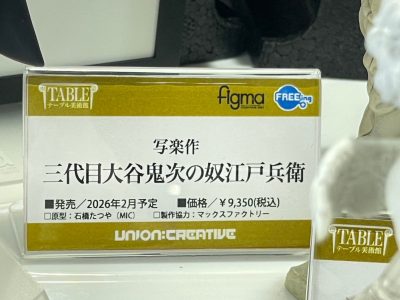 TABLE
テーブル美術館
figma
FREEing
写楽作
三代目大谷鬼次の奴江戸兵衛
■発売／2026年2月予定 ■価格／￥9,350(税込)
□原型：石橋たつや（MIC） □製作協力：マックスファクトリー
UNION:CREATIVE
TABLE
テーブル美術館